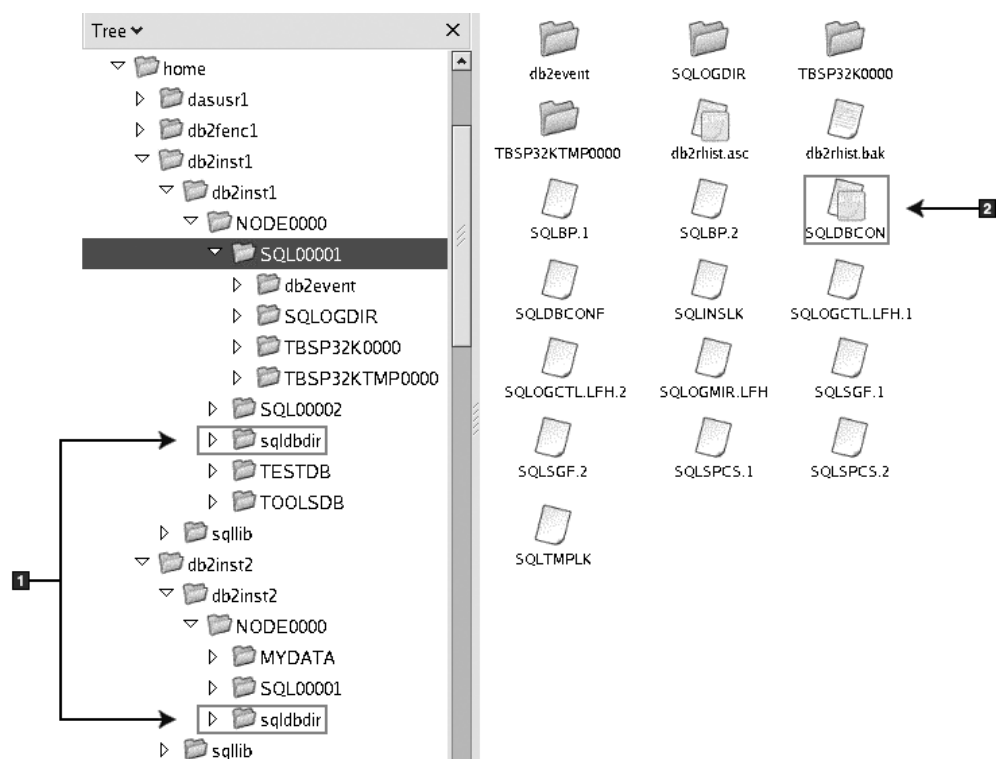 Tree
home
dasusr1
db2fenc1
db2inst1
db2inst1
NODE0000
SQL00001
db2event
SQLOGDIR
TBSP32K0000
TBSP32KTMP0000
SQL00002
sqldbdir
TESTDB
TOOLSDB
sqllib
db2inst2
db2inst2
NODE0000
MYDATA
SQL00001
sqldbdir
sqllib
1
db2event SQLOGDIR TBSP32K0000
TBSP32KTMP0000 db2rhist.asc db2rhist.bak
SQLBP.1 SQLBP.2 SQLDBCON
2
SQLDBCONF SQLINSLK SQLOGCTL.LFH.1
SQLOGCTL.LFH.2 SQLOGMIR.LFH SQLSGF.1
SQLSGF.2 SQLSPCS.1 SQLSPCS.2
SQLTMPLK